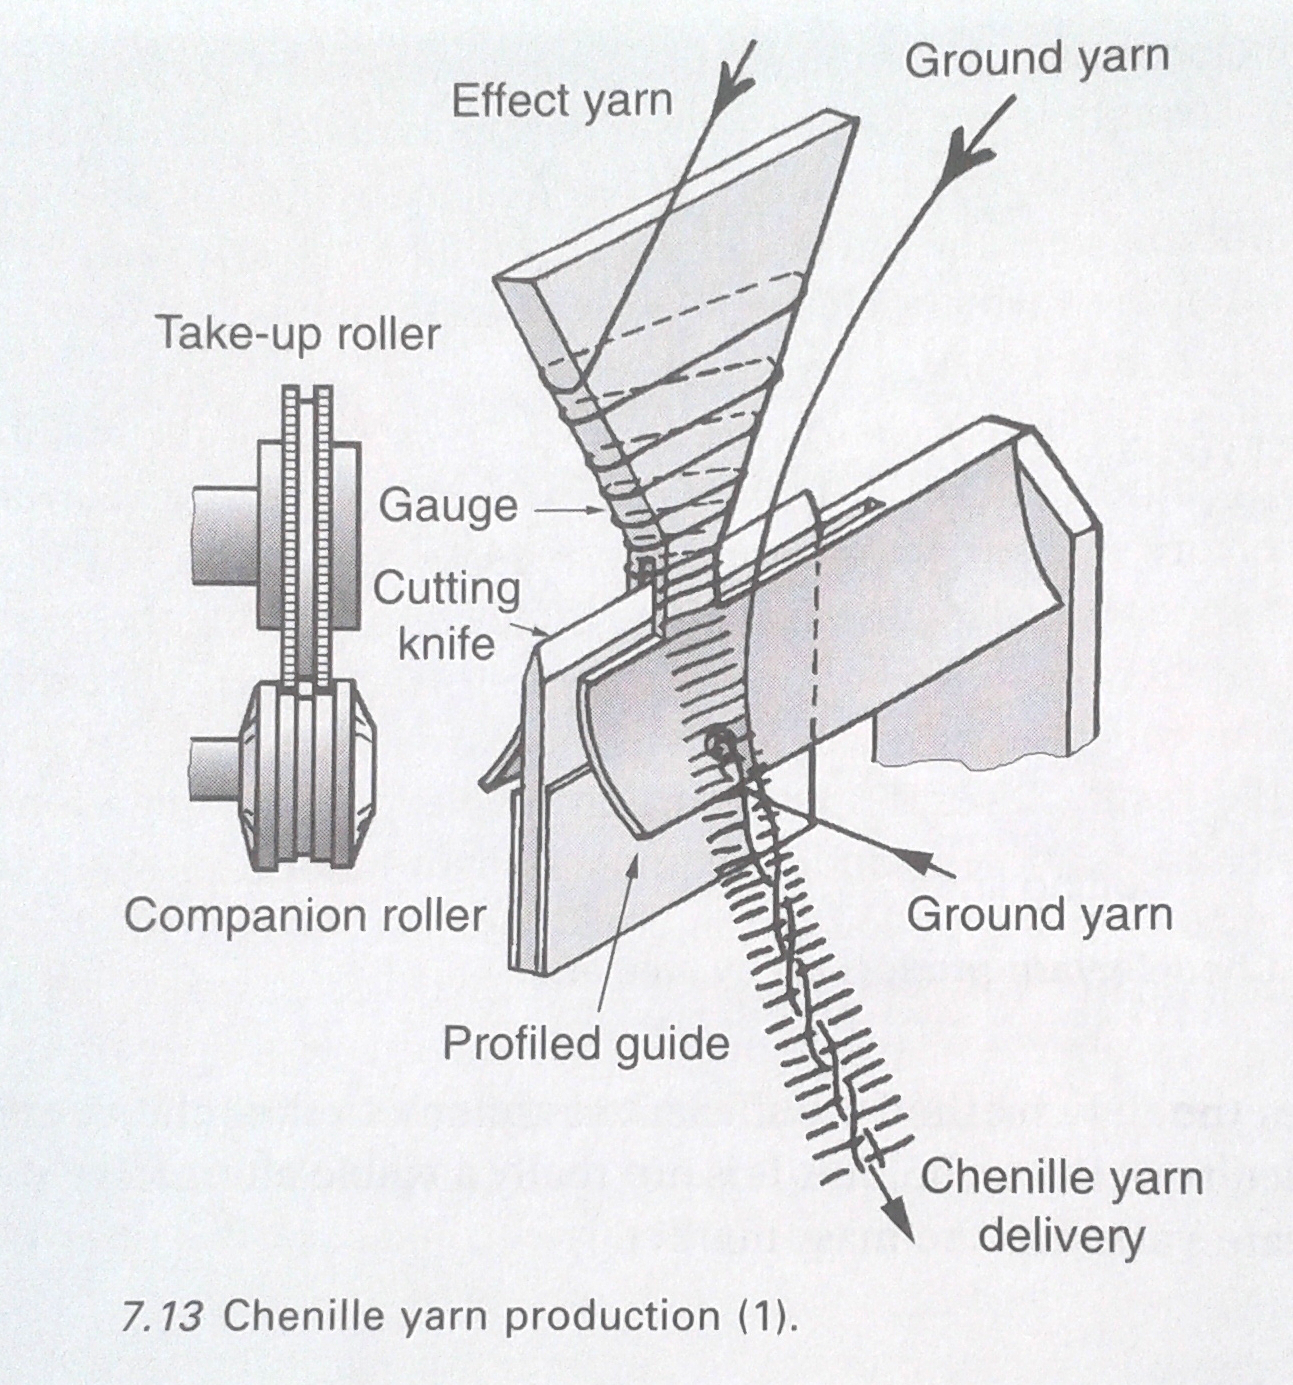 Effect yarn
Ground yarn
Take-up roller
Gauge
Cutting
knife
Companion roller
Ground yarn
Profiled guide
Chenille yarn
delivery
7.13 Chenille yarn production (1).